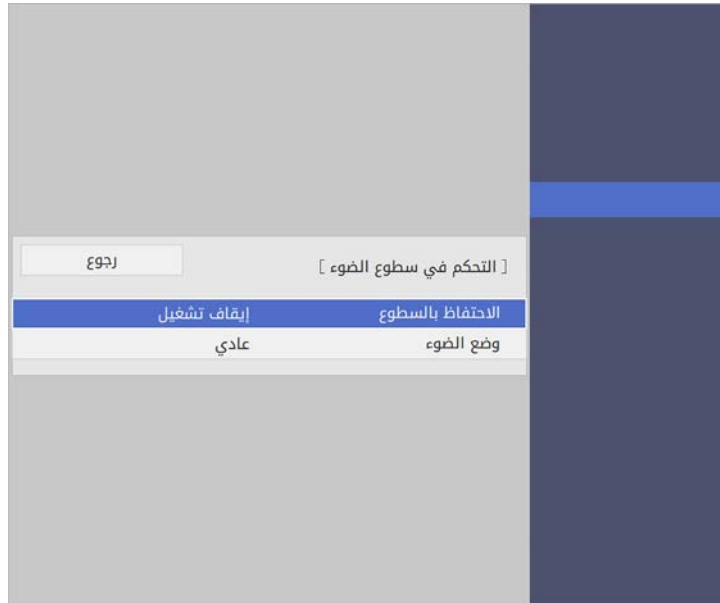 [ التحكم في سطوع الضوء ] رجوع
الاحتفاظ بالسطوع إيقاف تشغيل
وضع الضوء عادي